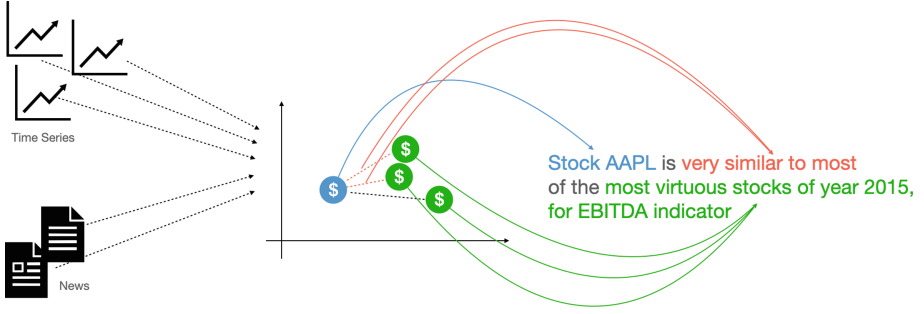 Time Series
News
$
$
$
$
Stock AAPL is very similar to most
of the most virtuous stocks of year 2015,
for EBITDA indicator